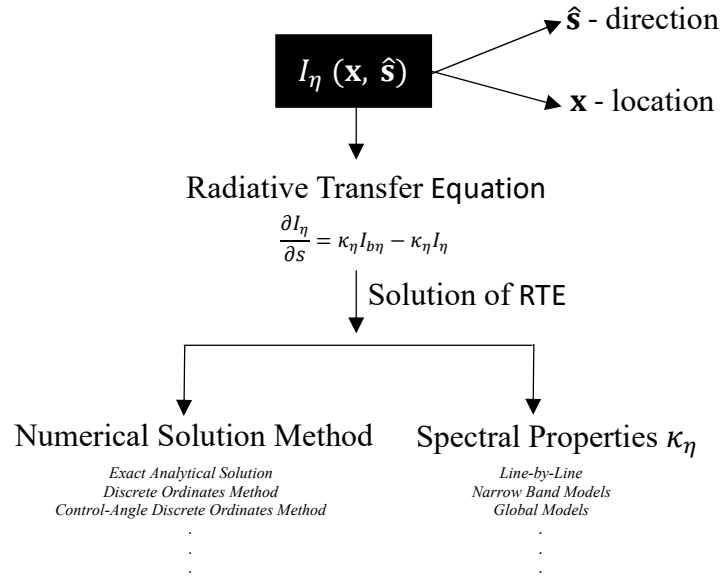 ŝ - direction
I_η (x, ŝ)
x - location
Radiative Transfer Equation
∂I_η/∂s = κ_η I_bη − κ_η I_η
Solution of RTE
Numerical Solution Method
Exact Analytical Solution
Discrete Ordinates Method
Control-Angle Discrete Ordinates Method
.
.
.
Spectral Properties κ_η
Line-by-Line
Narrow Band Models
Global Models
.
.
.